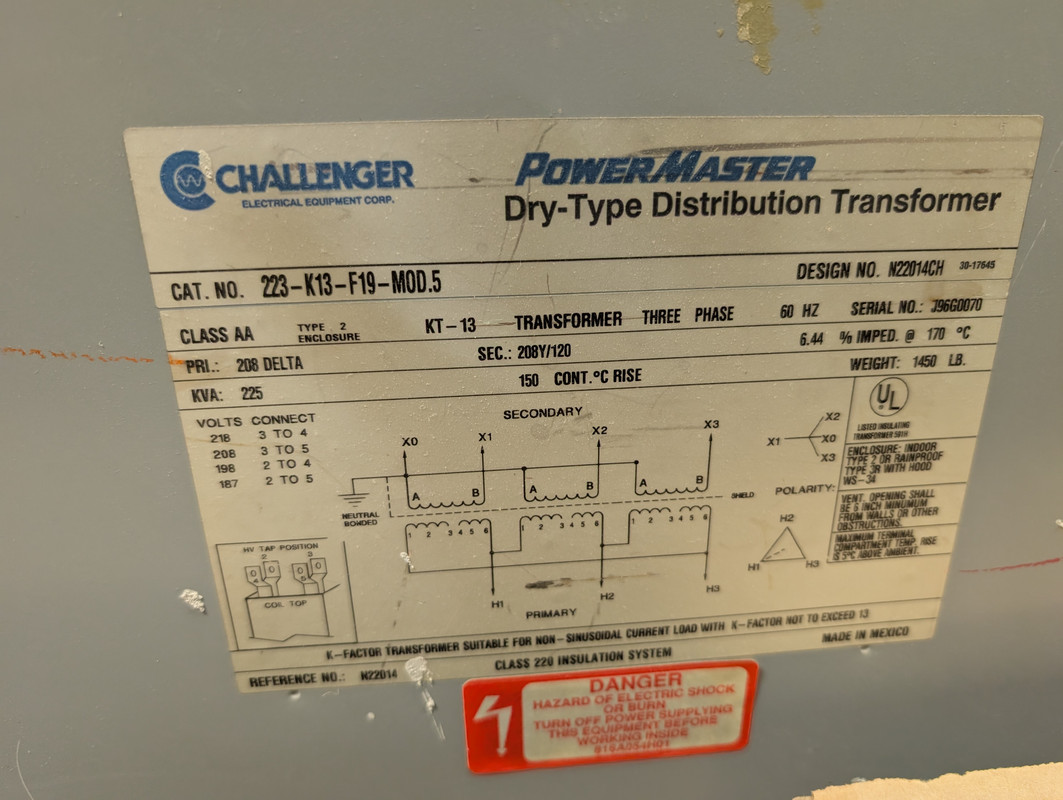 CW CHALLENGER
ELECTRICAL EQUIPMENT CORP.
POWERMASTER
Dry-Type Distribution Transformer
CAT. NO. 223-K13-F19-MOD.5
DESIGN NO. N22014CH 30-17645
CLASS AA TYPE 2 ENCLOSURE KT-13 TRANSFORMER THREE PHASE 60 HZ SERIAL NO.: J96G0070
PRI.: 208 DELTA SEC.: 208Y/120 6.44 % IMPED. @ 170 °C
KVA: 225 150 CONT.°C RISE WEIGHT: 1450 LB.
VOLTS CONNECT
218 3 TO 4
208 3 TO 5
198 2 TO 4
187 2 TO 5
SECONDARY
X0 X1 X2 X3
A B A B A B
NEUTRAL
BONDED
SHIELD
1 2 3 4 5 6 1 2 3 4 5 6 1 2 3 4 5 6
H1 H2 H3
PRIMARY
HV TAP POSITION
2 3
COIL TOP
X2
X1 X0
X3
POLARITY:
H2
H1 H3
UL
LISTED INSULATING
ENCLOSURE: INDOOR
TYPE 2 OR RAINPROOF
TYPE 3R WITH HOOD
WS-34
VENT. OPENING SHALL
BE 6 INCH MINIMUM
FROM WALLS OR OTHER
OBSTRUCTIONS.
MAXIMUM TERMINAL
COMPARTMENT TEMP. RISE
IS 5°C ABOVE AMBIENT.
K-FACTOR TRANSFORMER SUITABLE FOR NON-SINUSOIDAL CURRENT LOAD WITH K-FACTOR NOT TO EXCEED 13
REFERENCE NO.: N22014 CLASS 220 INSULATION SYSTEM MADE IN MEXICO
DANGER
HAZARD OF ELECTRIC SHOCK
OR BURN
TURN OFF POWER SUPPLYING
THIS EQUIPMENT BEFORE
WORKING INSIDE